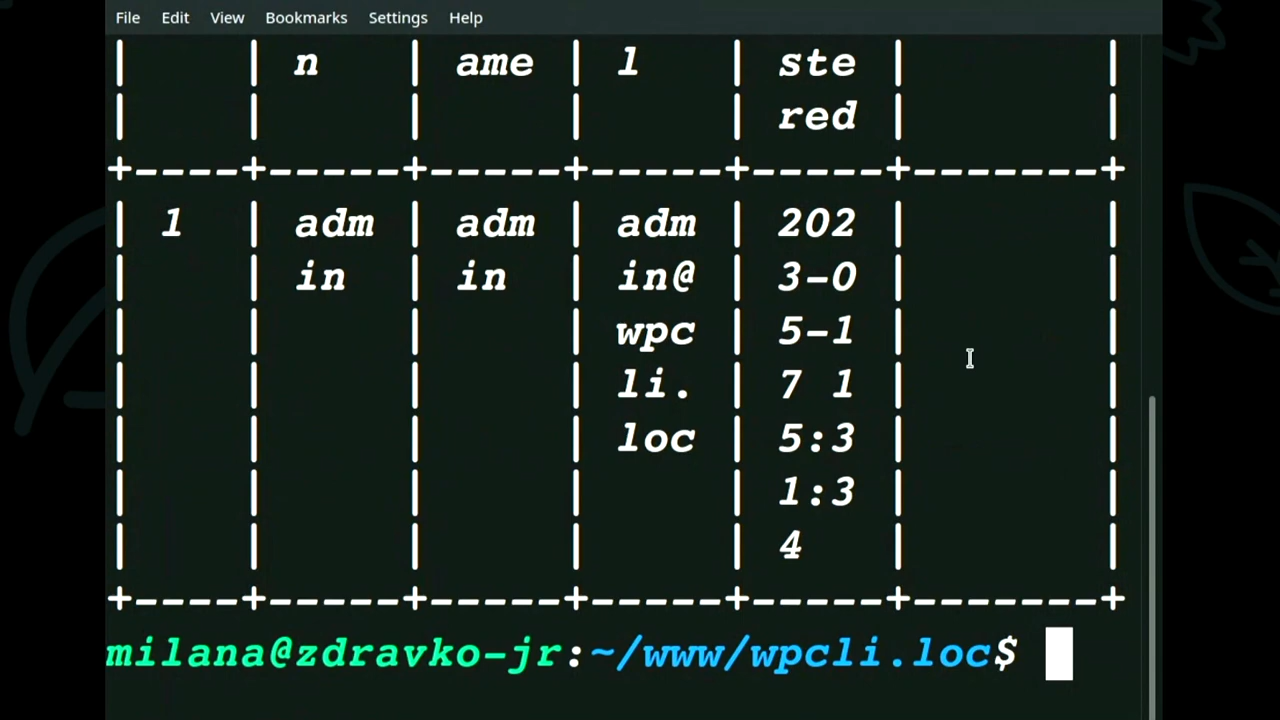 File Edit View Bookmarks Settings Help
| | n | ame | l | ste | |
| | | | | red | |
+----+-----+-----+-----+-----+-------+
| 1 | adm | adm | adm | 202 | |
| | in | in | in@ | 3-0 | |
| | | | wpc | 5-1 | |
| | | | li. | 7 1 | |
| | | | loc | 5:3 | |
| | | | | 1:3 | |
| | | | | 4 | |
+----+-----+-----+-----+-----+-------+
milana@zdravko-jr:~/www/wpcli.loc$